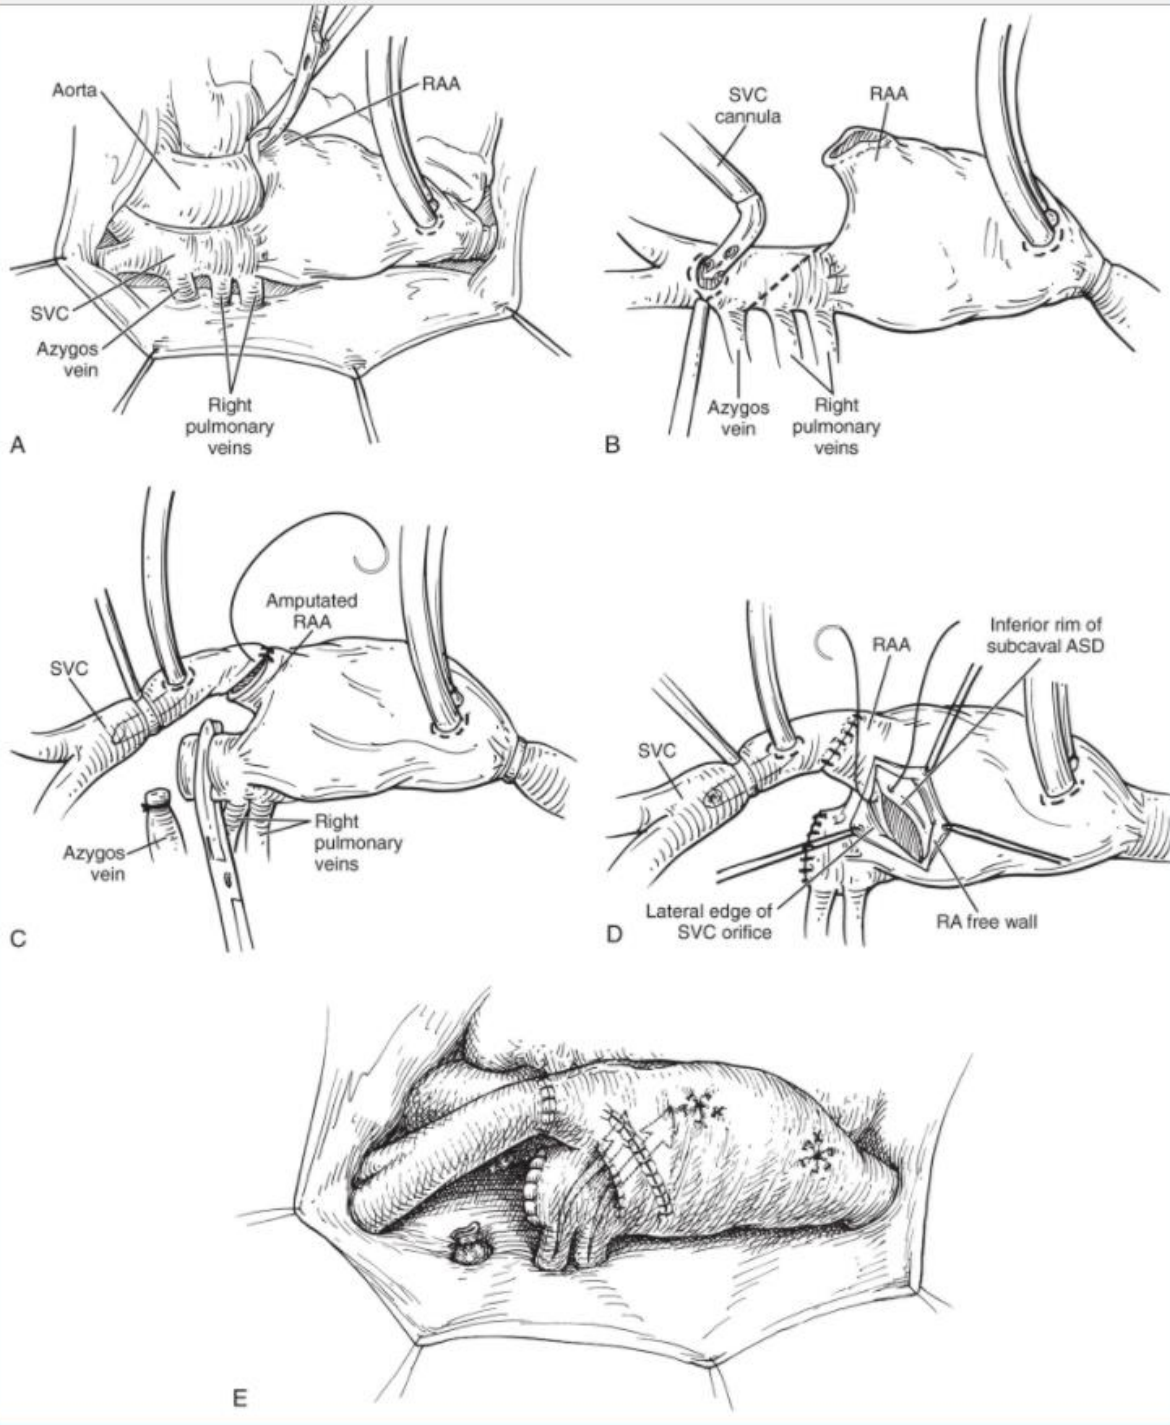 Aorta
RAA
SVC
Azygos
vein
Right
pulmonary
veins
A
SVC
cannula
RAA
Azygos
vein
Right
pulmonary
veins
B
Amputated
RAA
SVC
Azygos
vein
Right
pulmonary
veins
C
RAA
Inferior rim of
subcaval ASD
SVC
Lateral edge of
SVC orifice
RA free wall
D
E